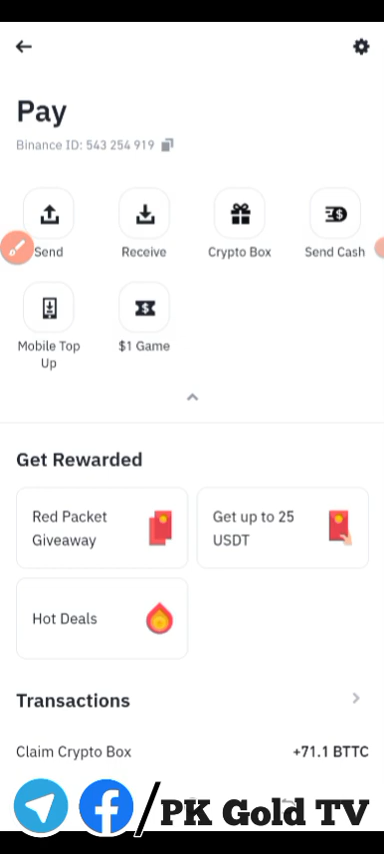 Pay
Binance ID: 543 254 919
Send
Receive
Crypto Box
Send Cash
Mobile Top
Up
$1 Game
Get Rewarded
Red Packet
Giveaway
Get up to 25
USDT
Hot Deals
Transactions
Claim Crypto Box
+71.1 BTTC
/PK Gold TV